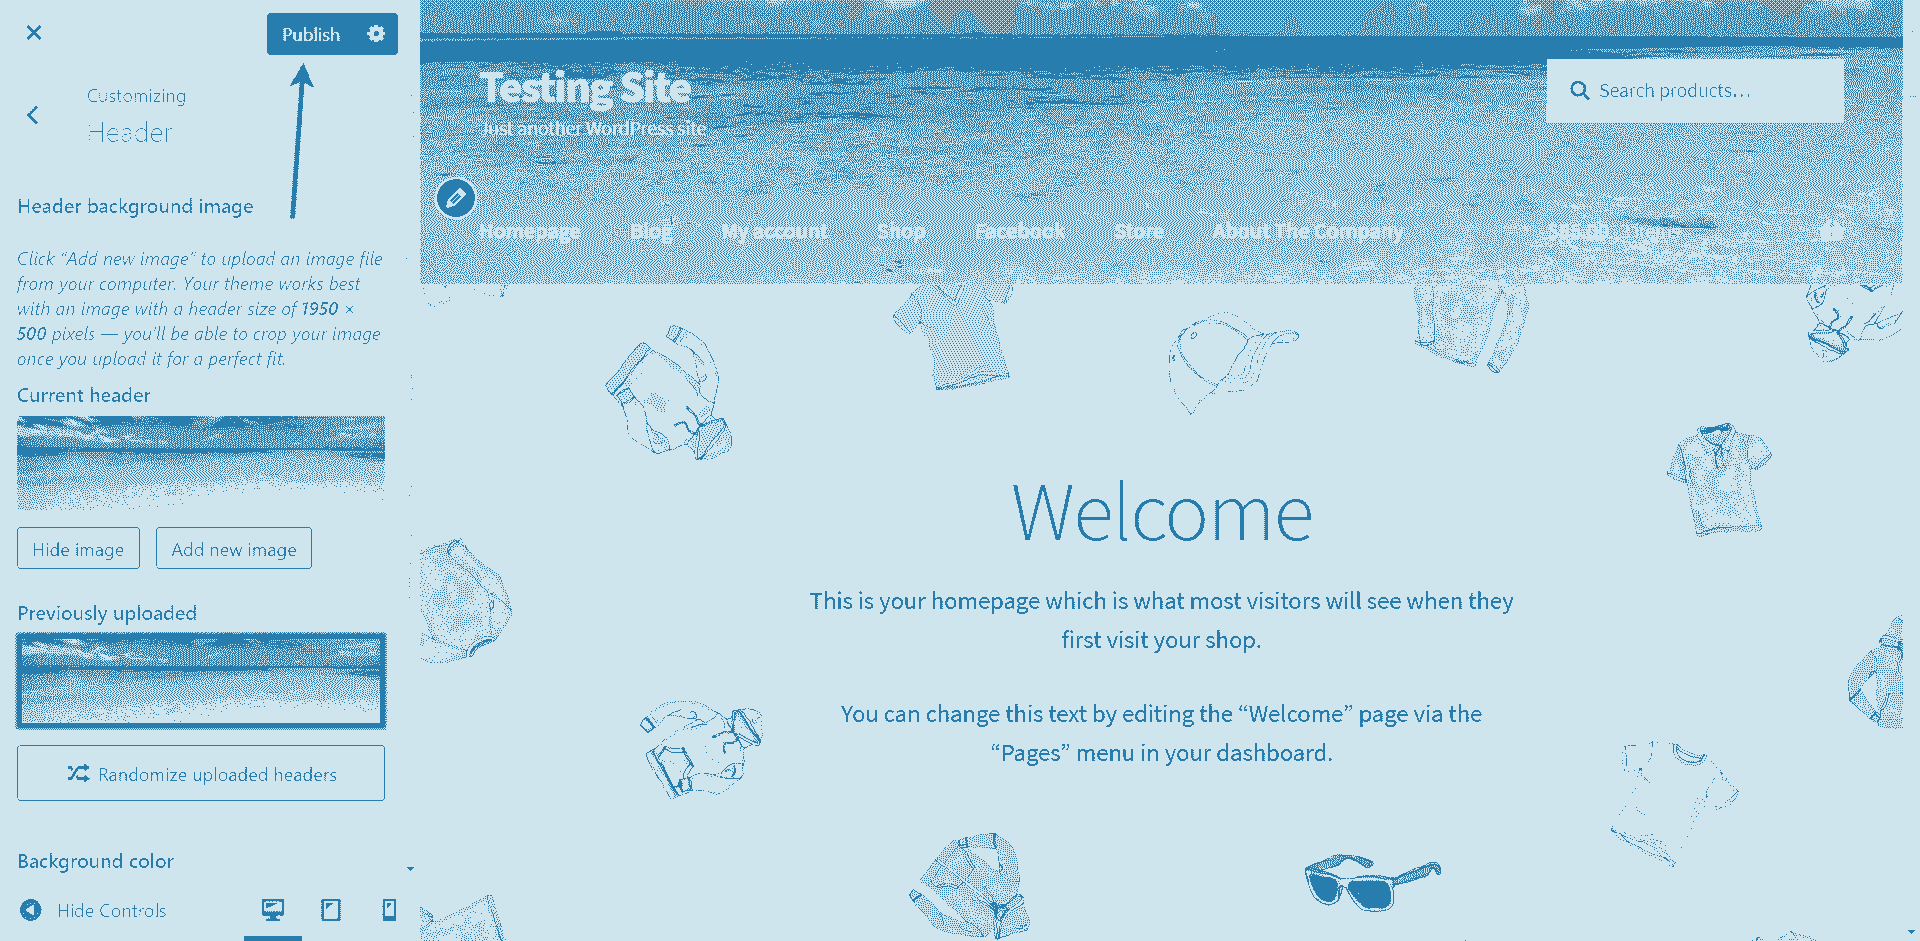 Publish
Customizing
Header
Header background image
Click “Add new image” to upload an image file
from your computer. Your theme works best
with an image with a header size of 1950 ×
500 pixels — you’ll be able to crop your image
once you upload it for a perfect fit.
Current header
Hide image
Add new image
Previously uploaded
Randomize uploaded headers
Background color
Hide Controls
Testing Site
Just another WordPress site
Search products…
Homepage
Blog
My account
Shop
Facebook
Store
About The Company
Welcome
This is your homepage which is what most visitors will see when they
first visit your shop.
You can change this text by editing the “Welcome” page via the
“Pages” menu in your dashboard.